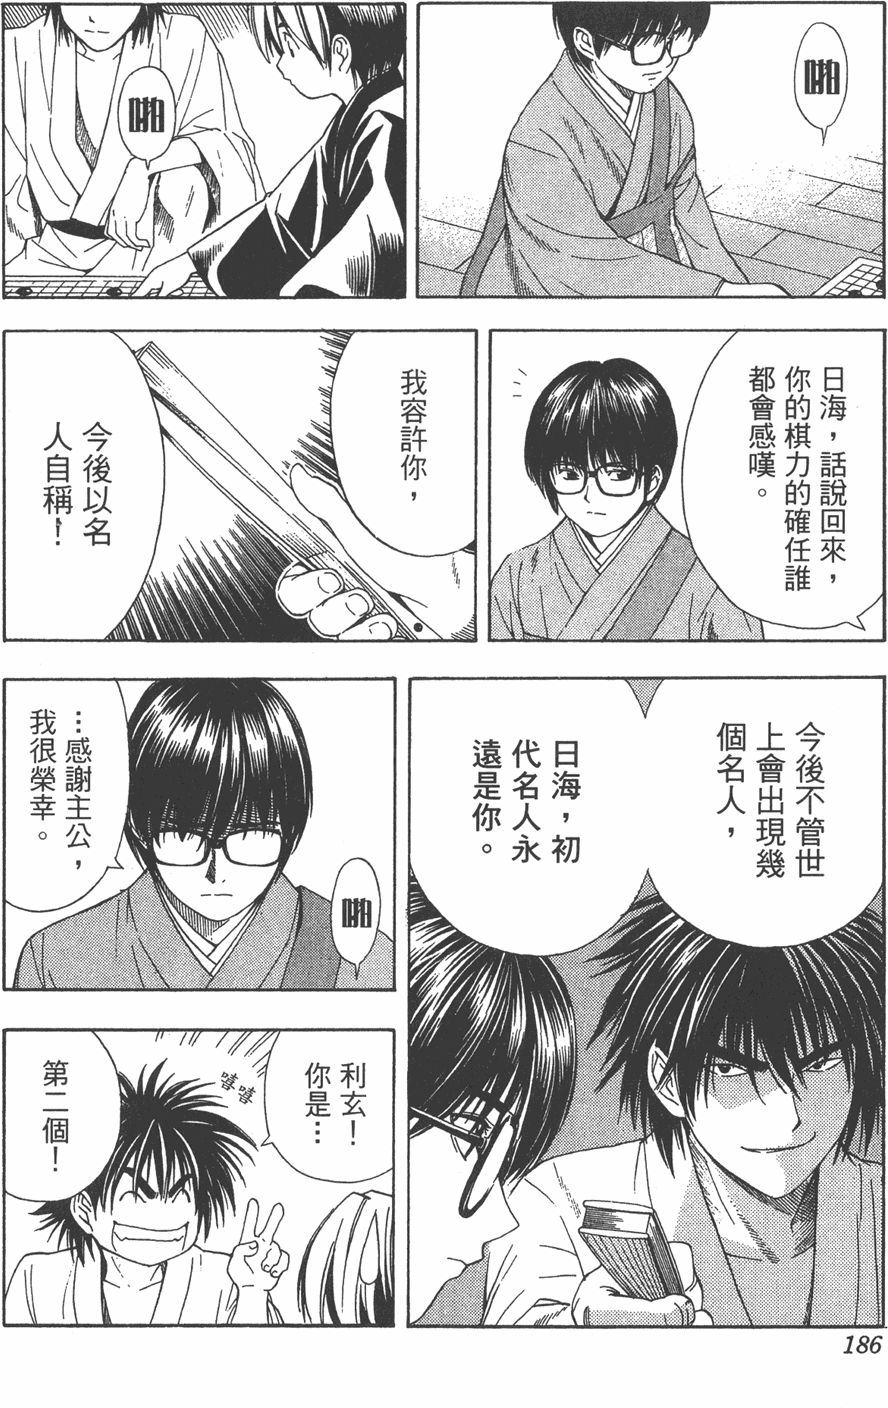 啪
啪
日海，話說回來，
你的棋力的確任誰
都會感嘆。
我容許你，
今後以名
人自稱！
今後不管世
上會出現幾
個名人，
日海，初
代名人永
遠是你。
…感謝主公，
我很榮幸。
啪
利玄！
你是…
嘻嘻
第二個！
186